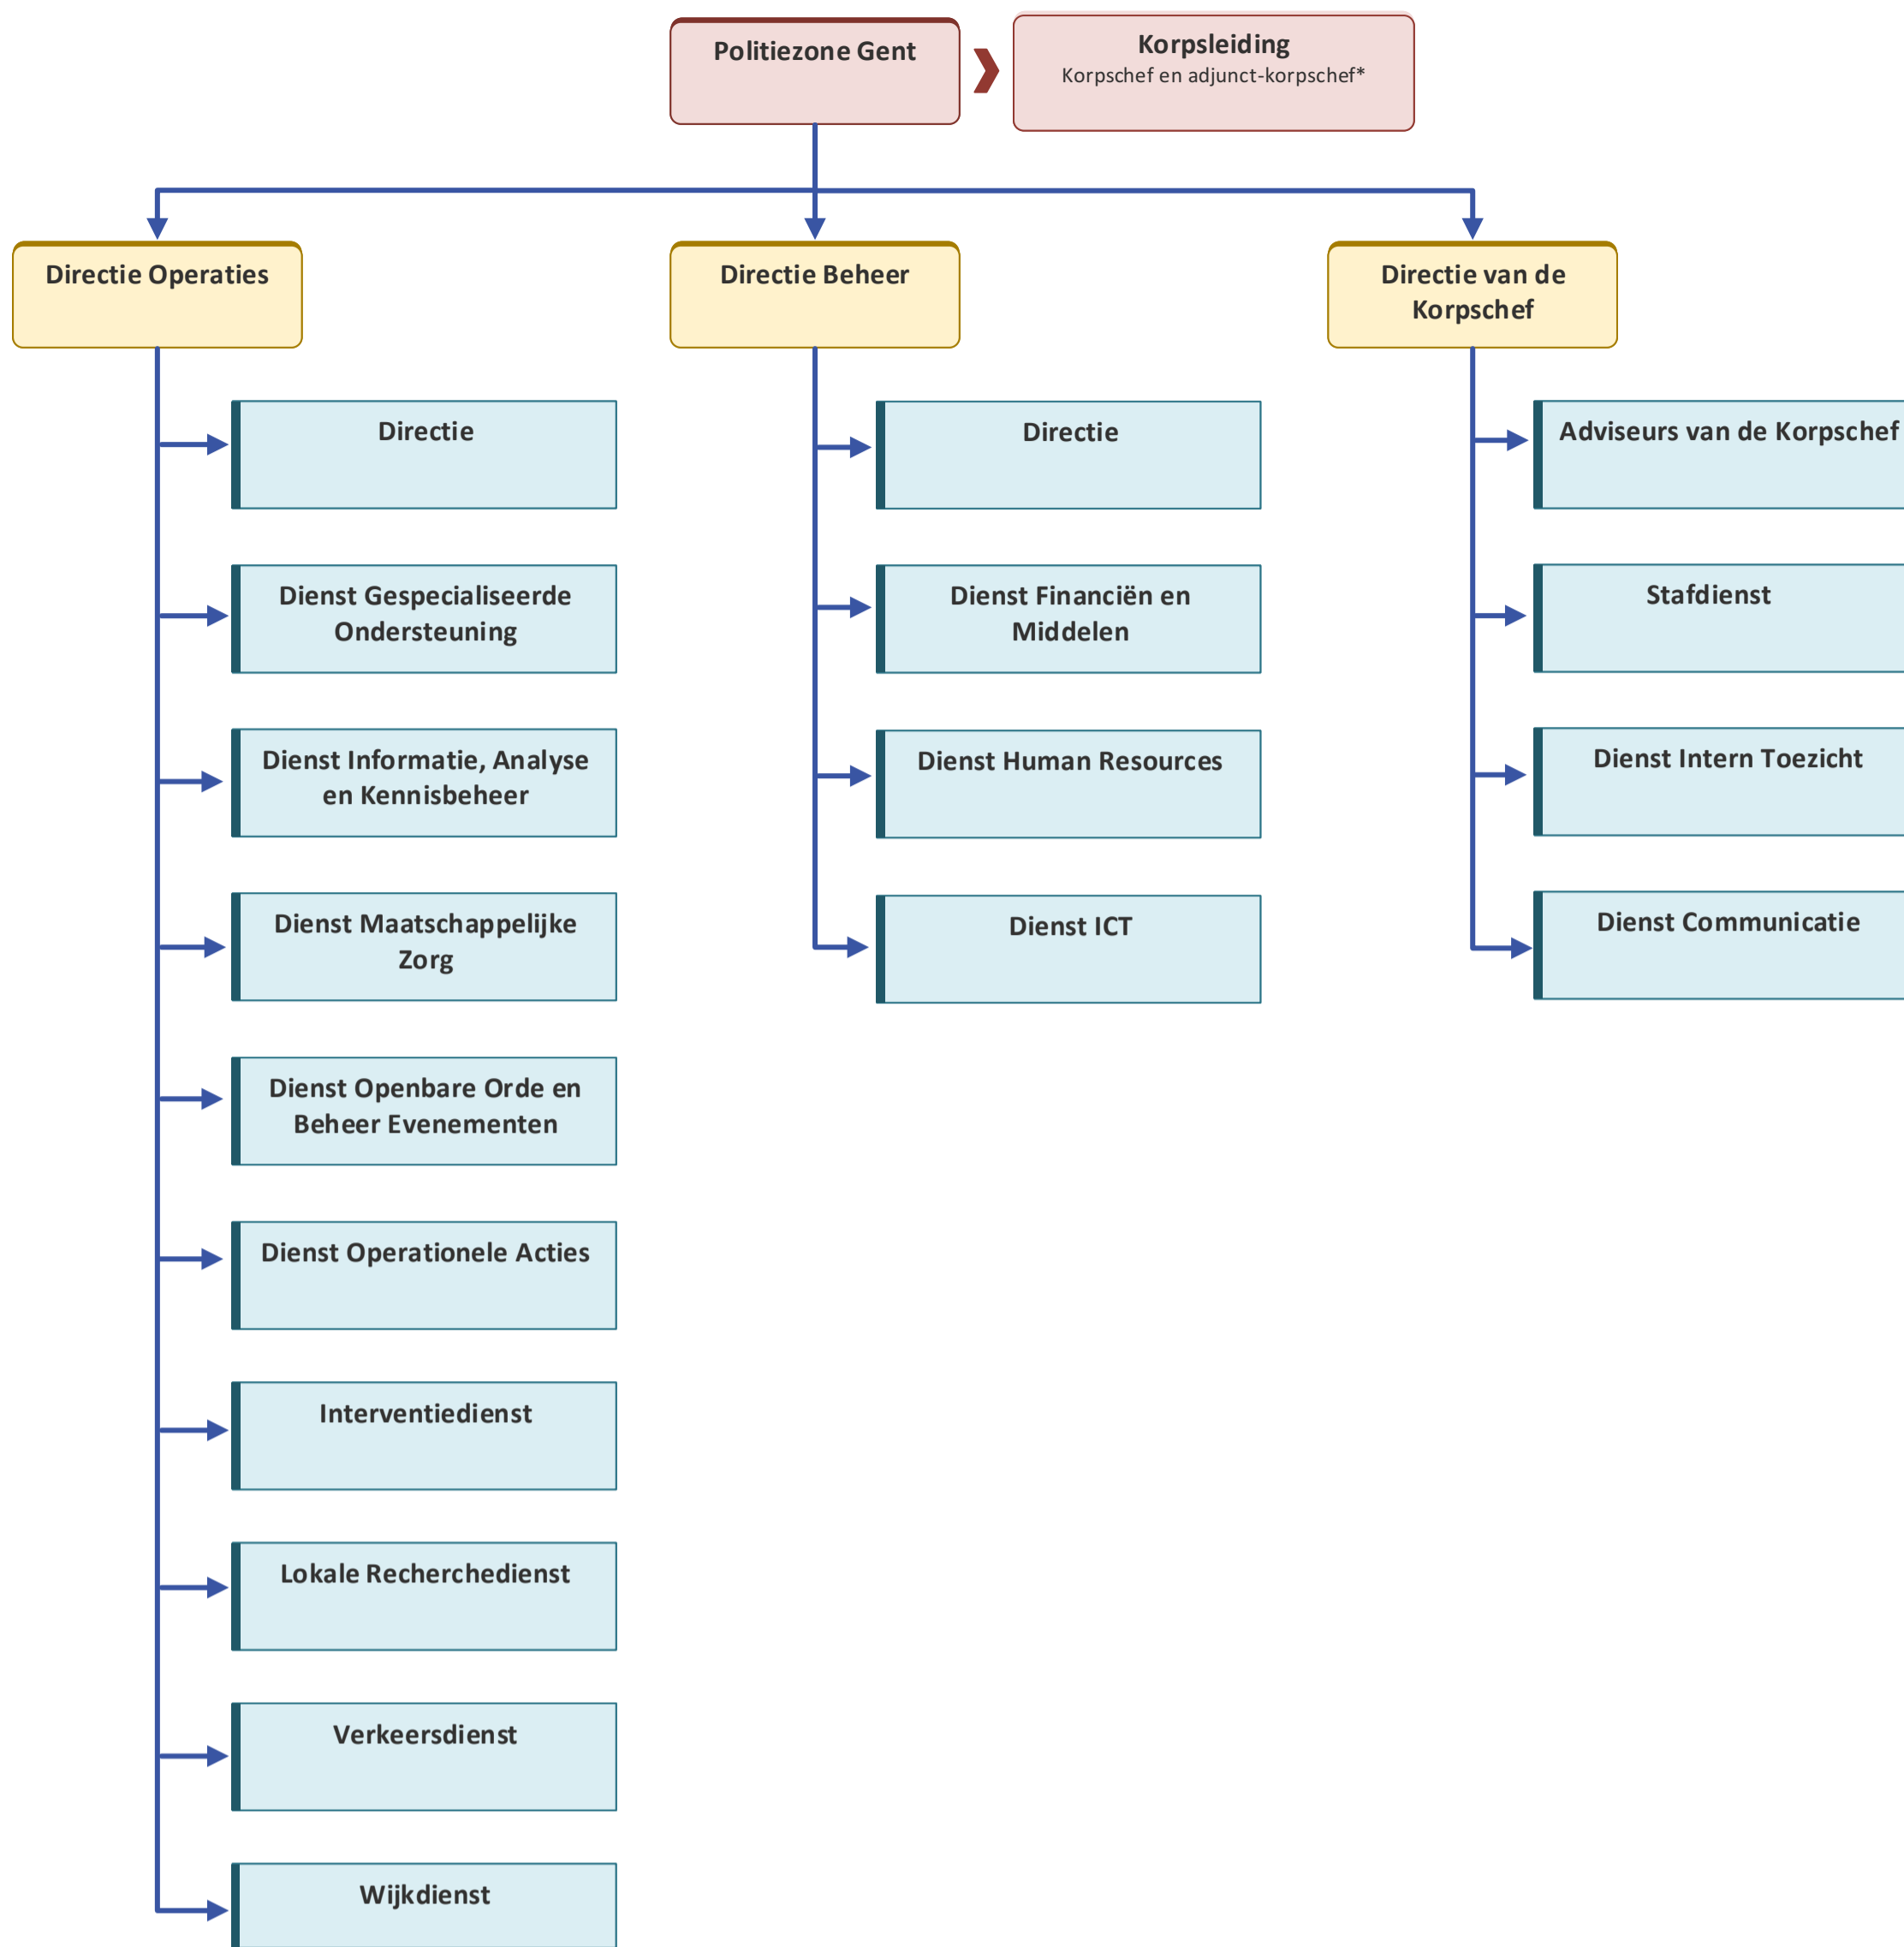 Politiezone Gent
Korpsleiding
Korpschef en adjunct-korpschef*
Directie Operaties
Directie Beheer
Directie van de
Korpschef
Directie
Dienst Gespecialiseerde
Ondersteuning
Dienst Informatie, Analyse
en Kennisbeheer
Dienst Maatschappelijke
Zorg
Dienst Openbare Orde en
Beheer Evenementen
Dienst Operationele Acties
Interventiedienst
Lokale Recherchedienst
Verkeersdienst
Wijkdienst
Directie
Dienst Financiën en
Middelen
Dienst Human Resources
Dienst ICT
Adviseurs van de Korpschef
Stafdienst
Dienst Intern Toezicht
Dienst Communicatie